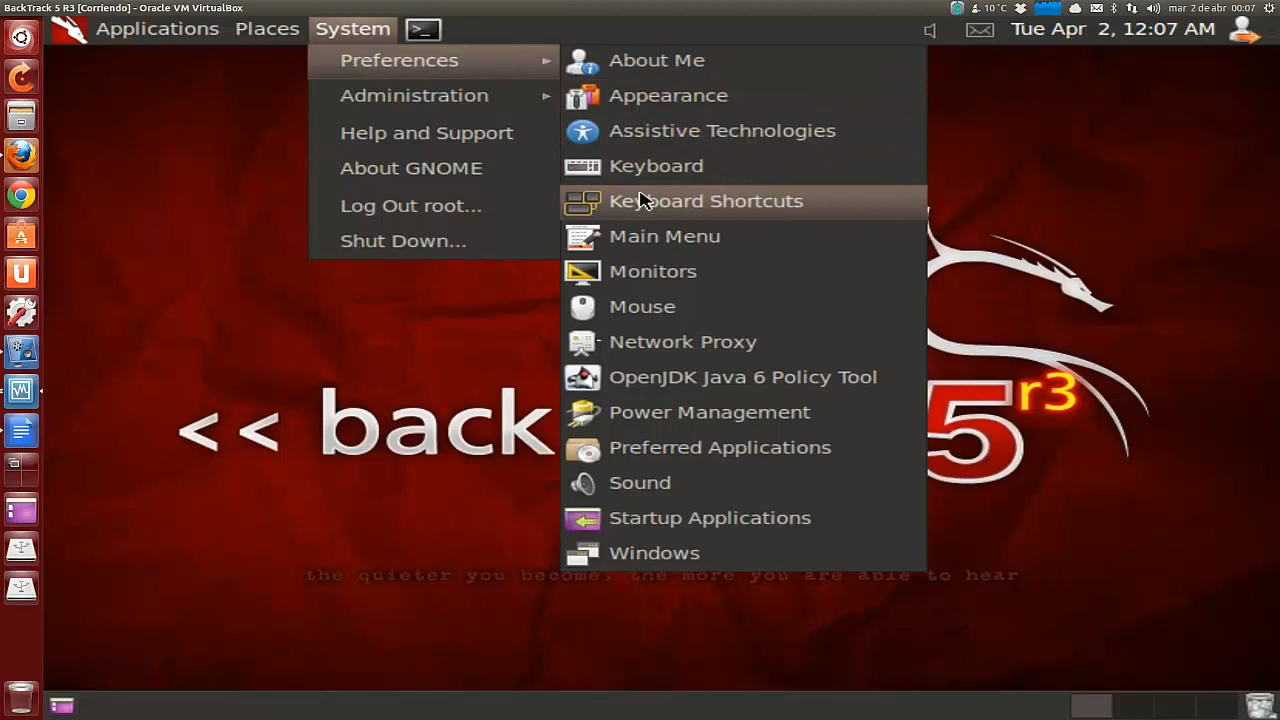 BackTrack 5 R3 [Corriendo] - Oracle VM VirtualBox
10°C
mar 2 de abr 00:07
Applications Places System
Tue Apr 2, 12:07 AM
Preferences
Administration
Help and Support
About GNOME
Log Out root...
Shut Down...
About Me
Appearance
Assistive Technologies
Keyboard
Keyboard Shortcuts
Main Menu
Monitors
Mouse
Network Proxy
OpenJDK Java 6 Policy Tool
Power Management
Preferred Applications
Sound
Startup Applications
Windows
<< back
5 r3
the quieter you become, the more you are able to hear